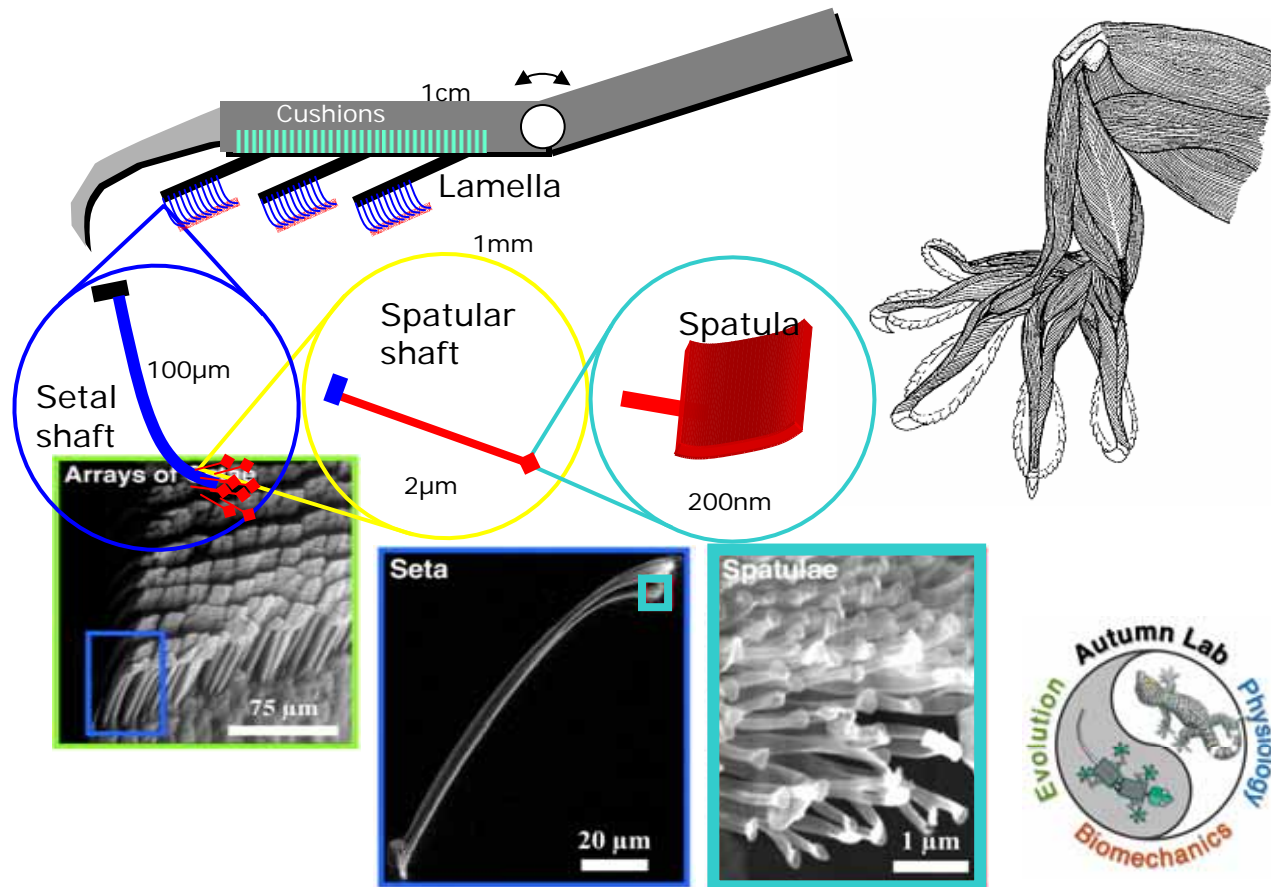 1cm
Cushions
Lamella
1mm
Spatular
shaft
Spatula
100µm
Setal
shaft
2µm
200nm
Arrays of
Seta
Spatulae
75 µm
20 µm
1 µm
Autumn Lab
Evolution
Physiology
Biomechanics